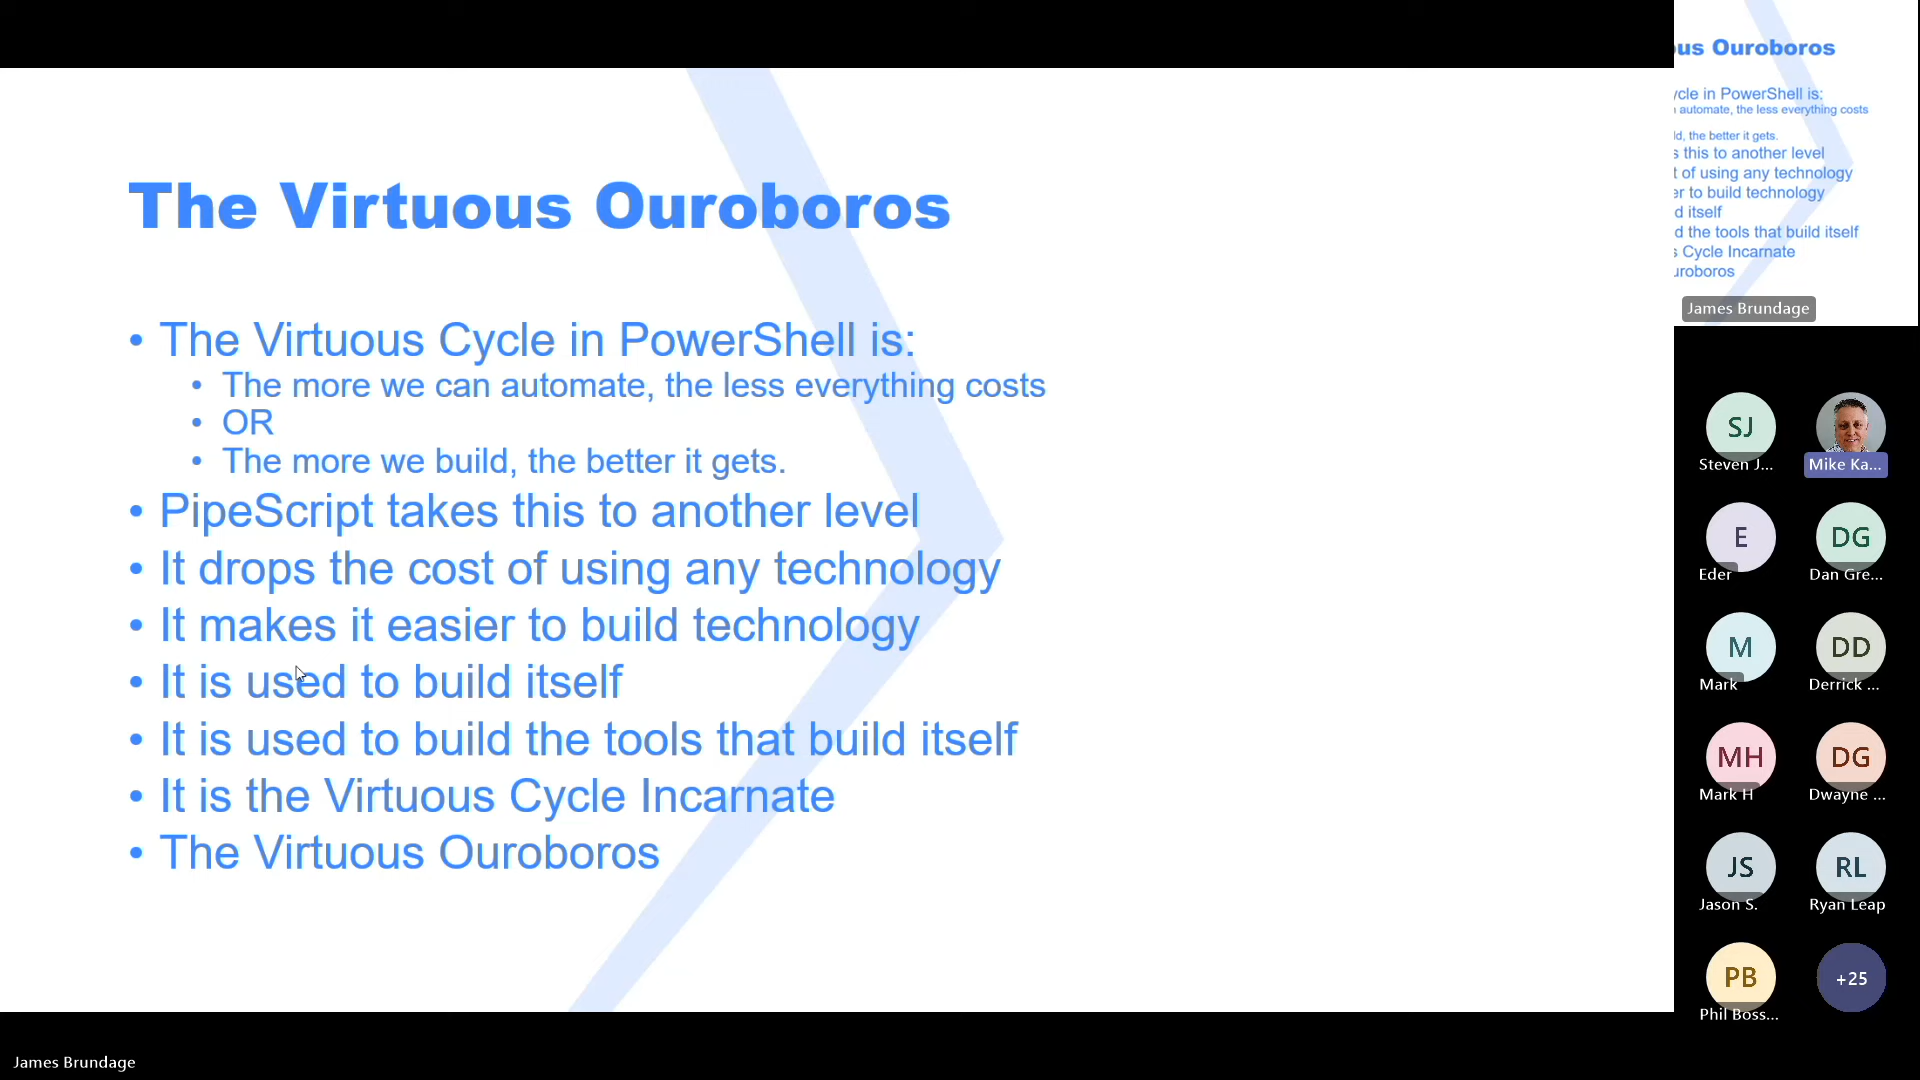 The Virtuous Ouroboros
• The Virtuous Cycle in PowerShell is:
• The more we can automate, the less everything costs
• OR
• The more we build, the better it gets.
• PipeScript takes this to another level
• It drops the cost of using any technology
• It makes it easier to build technology
• It is used to build itself
• It is used to build the tools that build itself
• It is the Virtuous Cycle Incarnate
• The Virtuous Ouroboros
James Brundage
ous Ouroboros
ycle in PowerShell is:
automate, the less everything costs
ld, the better it gets.
s this to another level
t of using any technology
er to build technology
d itself
d the tools that build itself
s Cycle Incarnate
uroboros
James Brundage
SJ
Steven J...
Mike Ka...
E
Eder
DG
Dan Gre...
M
Mark
DD
Derrick ...
MH
Mark H
DG
Dwayne ...
JS
Jason S.
RL
Ryan Leap
PB
Phil Boss...
+25